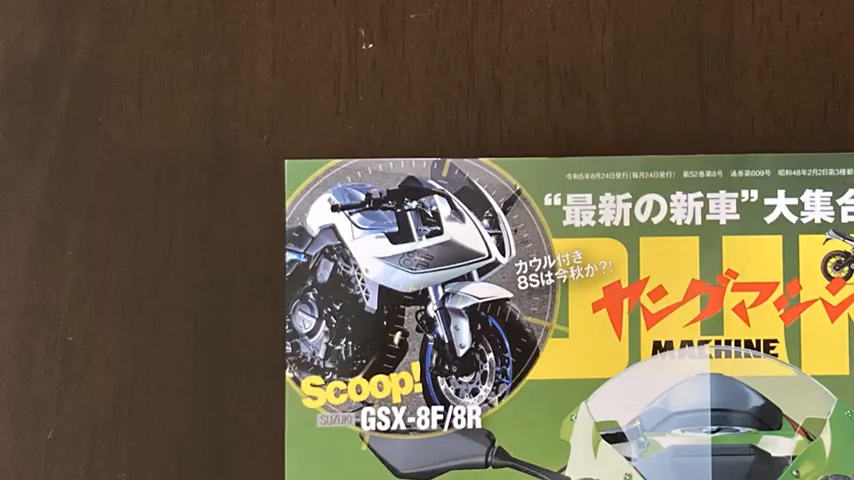 令和5年8月24日発行(毎月24日発行) 第52巻第8号 通巻第609号 昭和48年2月2日第3種郵
“最新の新車”大集合
カウル付き
8Sは今秋か?!
ヤングマシン
MACHINE
Scoop!
SUZUKI GSX-8F/8R